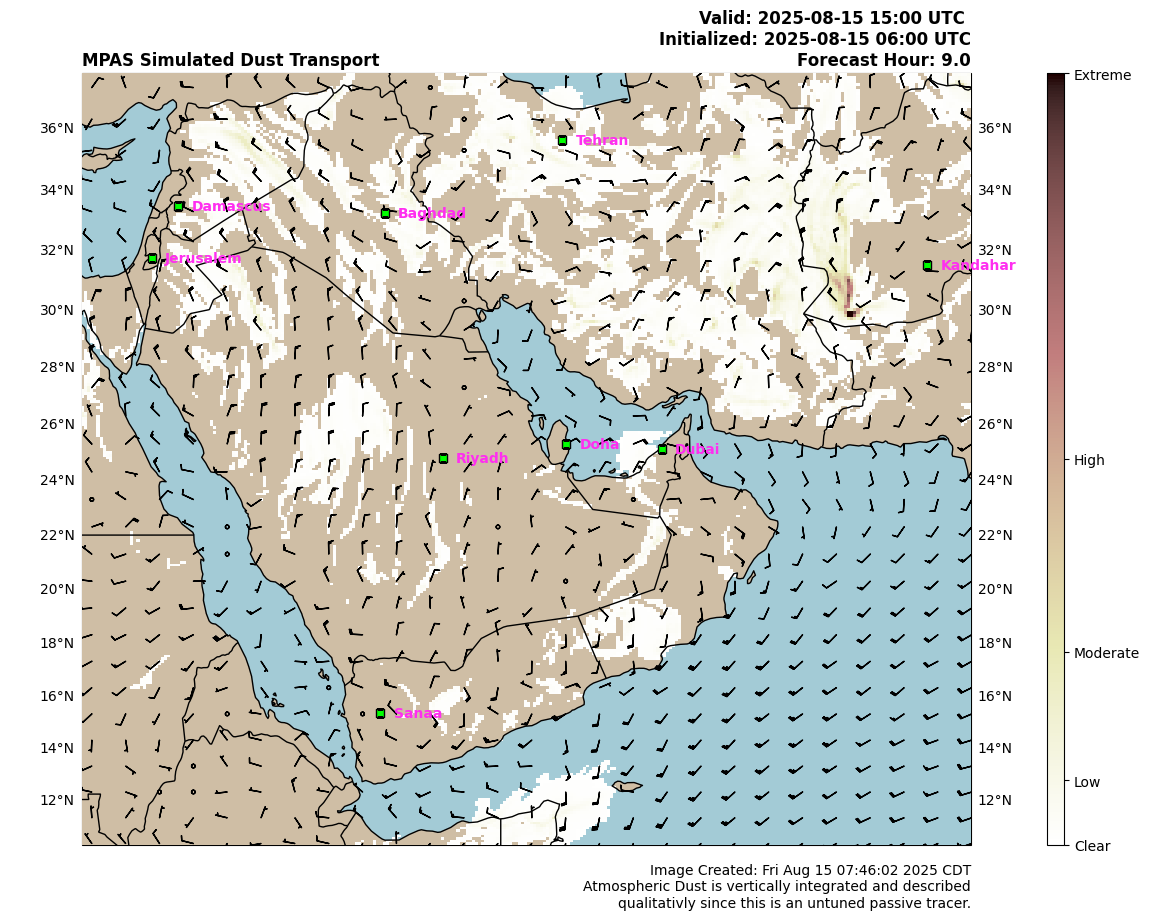 Valid: 2025-08-15 15:00 UTC
Initialized: 2025-08-15 06:00 UTC
MPAS Simulated Dust Transport
Forecast Hour: 9.0
Extreme
High
Moderate
Low
Clear
36°N
34°N
32°N
30°N
28°N
26°N
24°N
22°N
20°N
18°N
16°N
14°N
12°N
36°N
34°N
32°N
30°N
28°N
26°N
24°N
22°N
20°N
18°N
16°N
14°N
12°N
Tehran
Damascus
Baghdad
Jerusalem
Kandahar
Doha
Dubai
Riyadh
Sanaa
Image Created: Fri Aug 15 07:46:02 2025 CDT
Atmospheric Dust is vertically integrated and described
qualitativly since this is an untuned passive tracer.